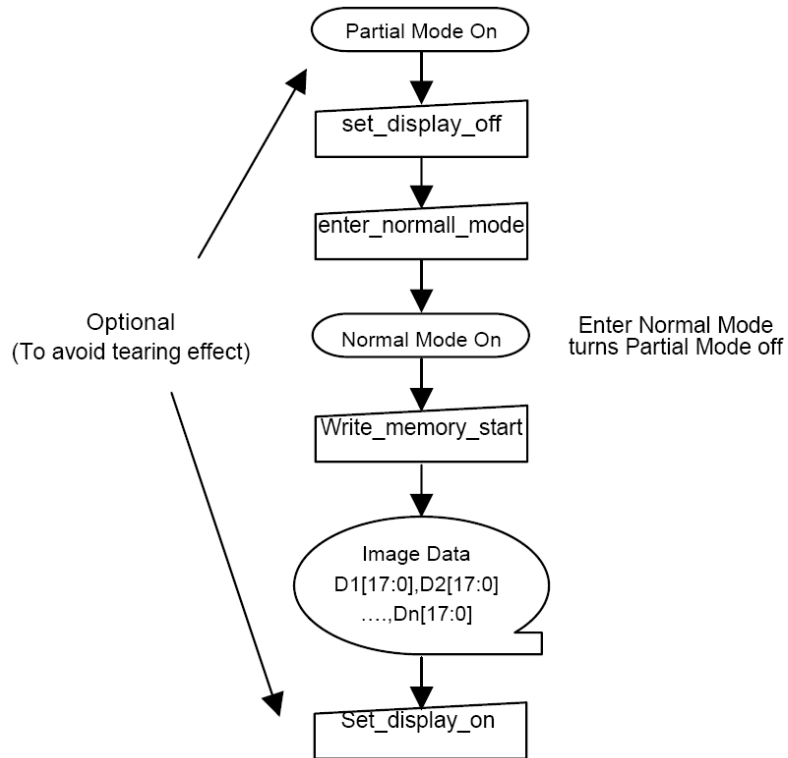 Partial Mode On
set_display_off
enter_normall_mode
Optional
(To avoid tearing effect)
Normal Mode On
Enter Normal Mode
turns Partial Mode off
Write_memory_start
Image Data
D1[17:0],D2[17:0]
....,Dn[17:0]
Set_display_on